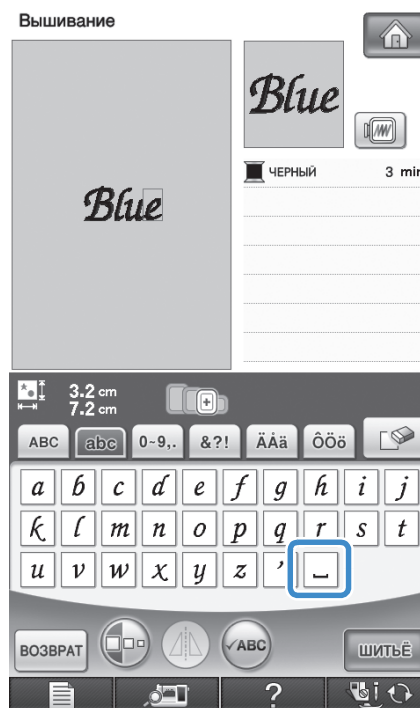 Вышивание
Blue
Blue
ЧЕРНЫЙ 3 min
3.2 cm
7.2 cm
ABC abc 0~9,. &?! ÄÅä ÔÖö
a b c d e f g h i j
k l m n o p q r s t
u v w x y z ’ ⎵
ВОЗВРАТ ✓ABC ШИТЬЁ
?